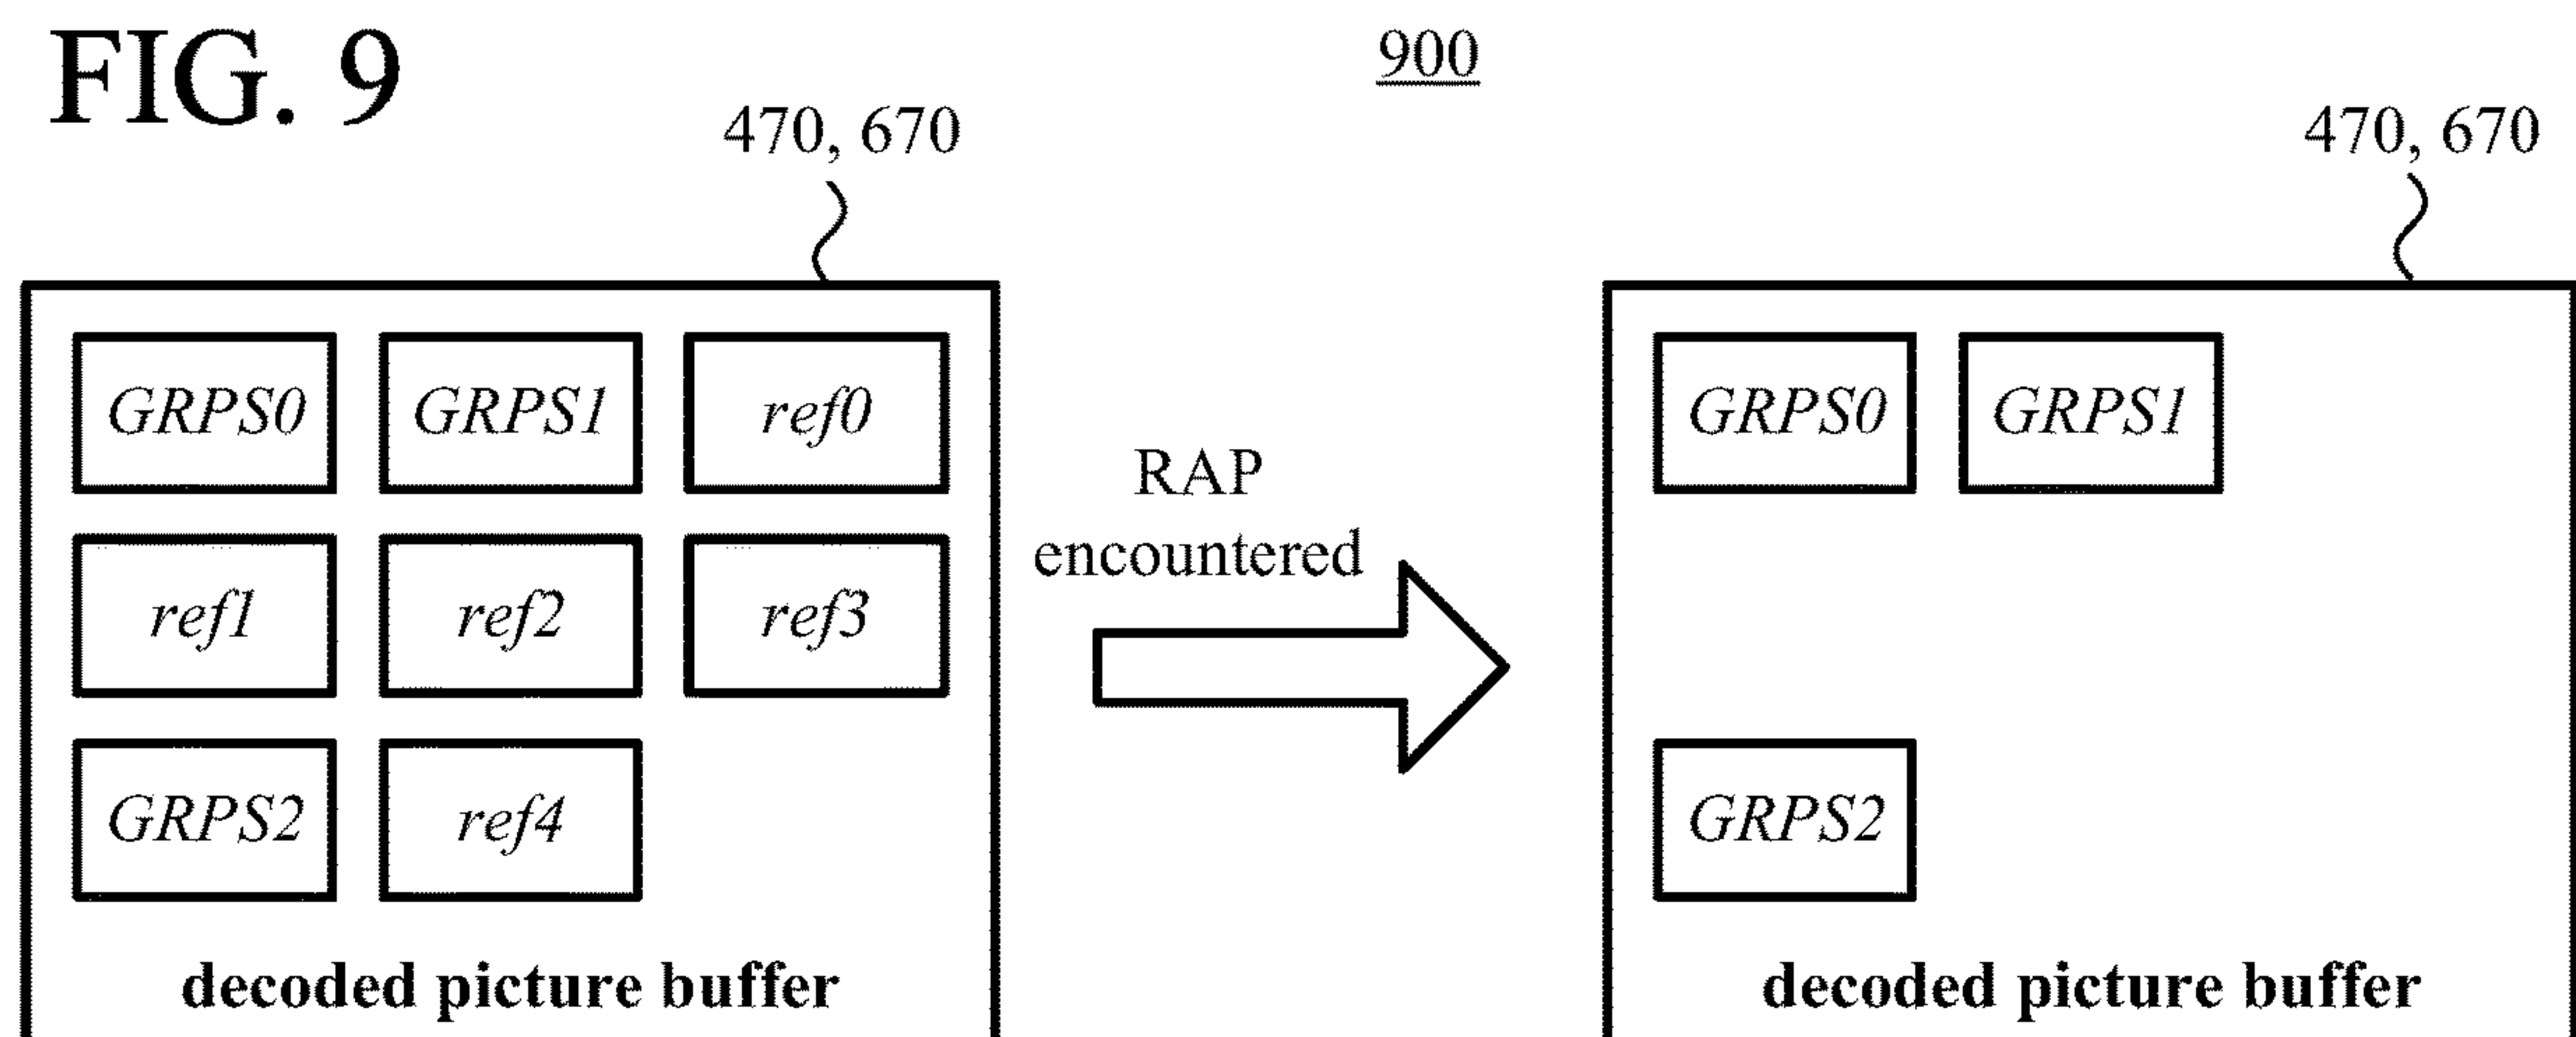 FIG. 9
900
470, 670
470, 670
GRPS0 GRPS1 ref0
ref1 ref2 ref3
GRPS2 ref4
decoded picture buffer
RAP
encountered
GRPS0 GRPS1
GRPS2
decoded picture buffer